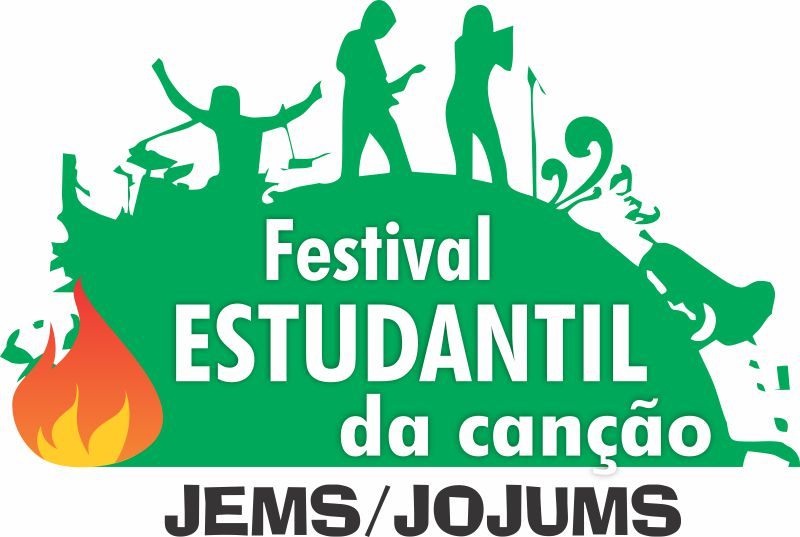 Festival
ESTUDANTIL
da canção
JEMS/JOJUMS